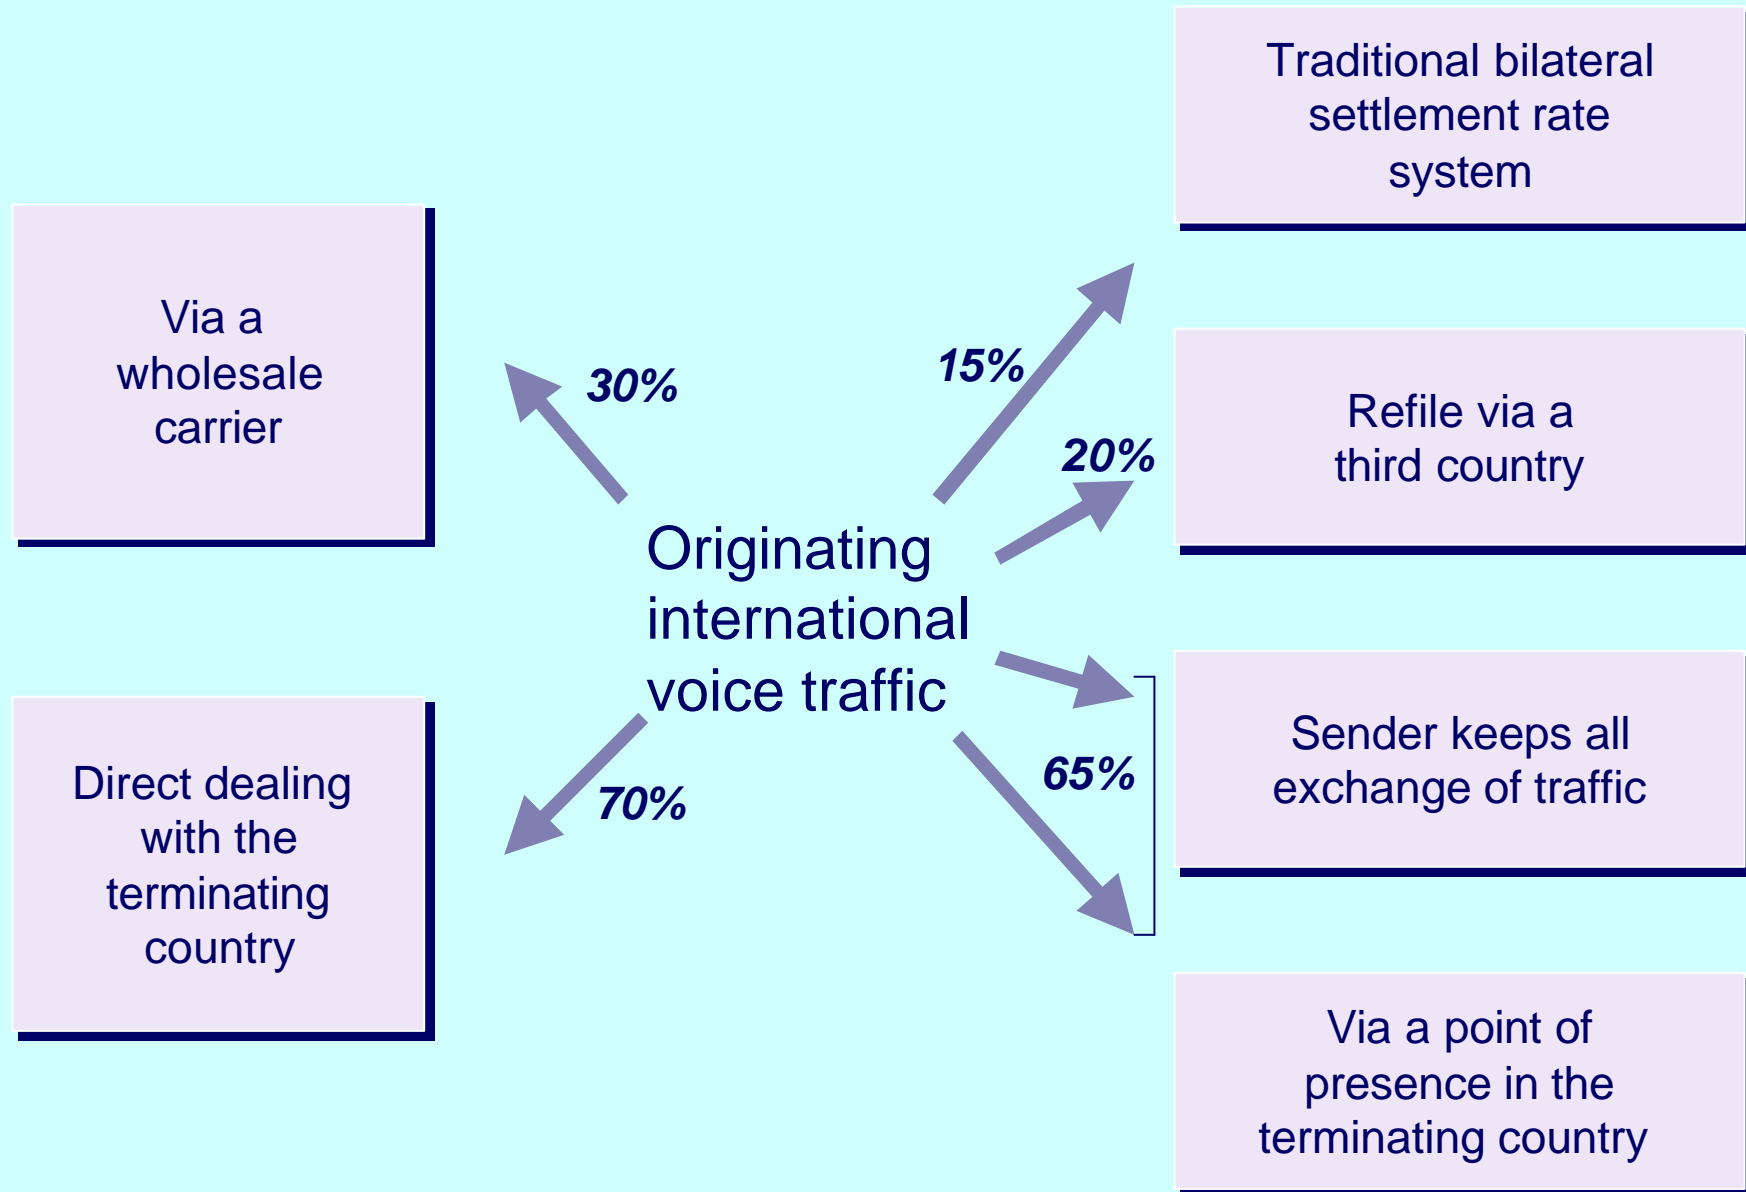 Via a
wholesale
carrier
Direct dealing
with the
terminating
country
30%
70%
Originating
international
voice traffic
15%
20%
65%
Traditional bilateral
settlement rate
system
Refile via a
third country
Sender keeps all
exchange of traffic
Via a point of
presence in the
terminating country